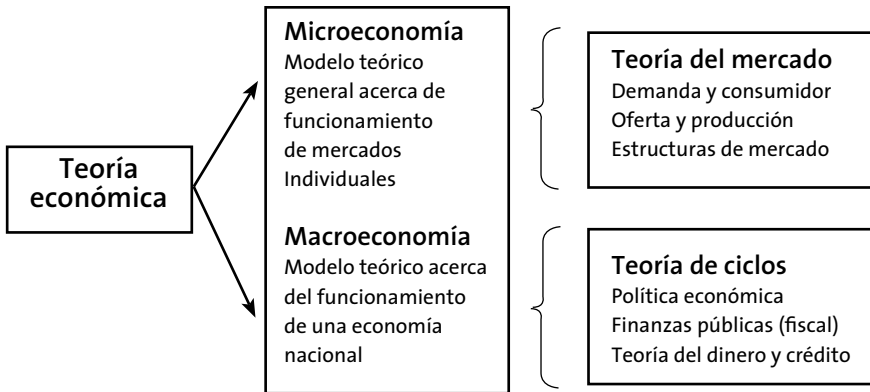 Teoría
económica
Microeconomía
Modelo teórico
general acerca de
funcionamiento
de mercados
Individuales
Macroeconomía
Modelo teórico acerca
del funcionamiento
de una economía
nacional
Teoría del mercado
Demanda y consumidor
Oferta y producción
Estructuras de mercado
Teoría de ciclos
Política económica
Finanzas públicas (fiscal)
Teoría del dinero y crédito